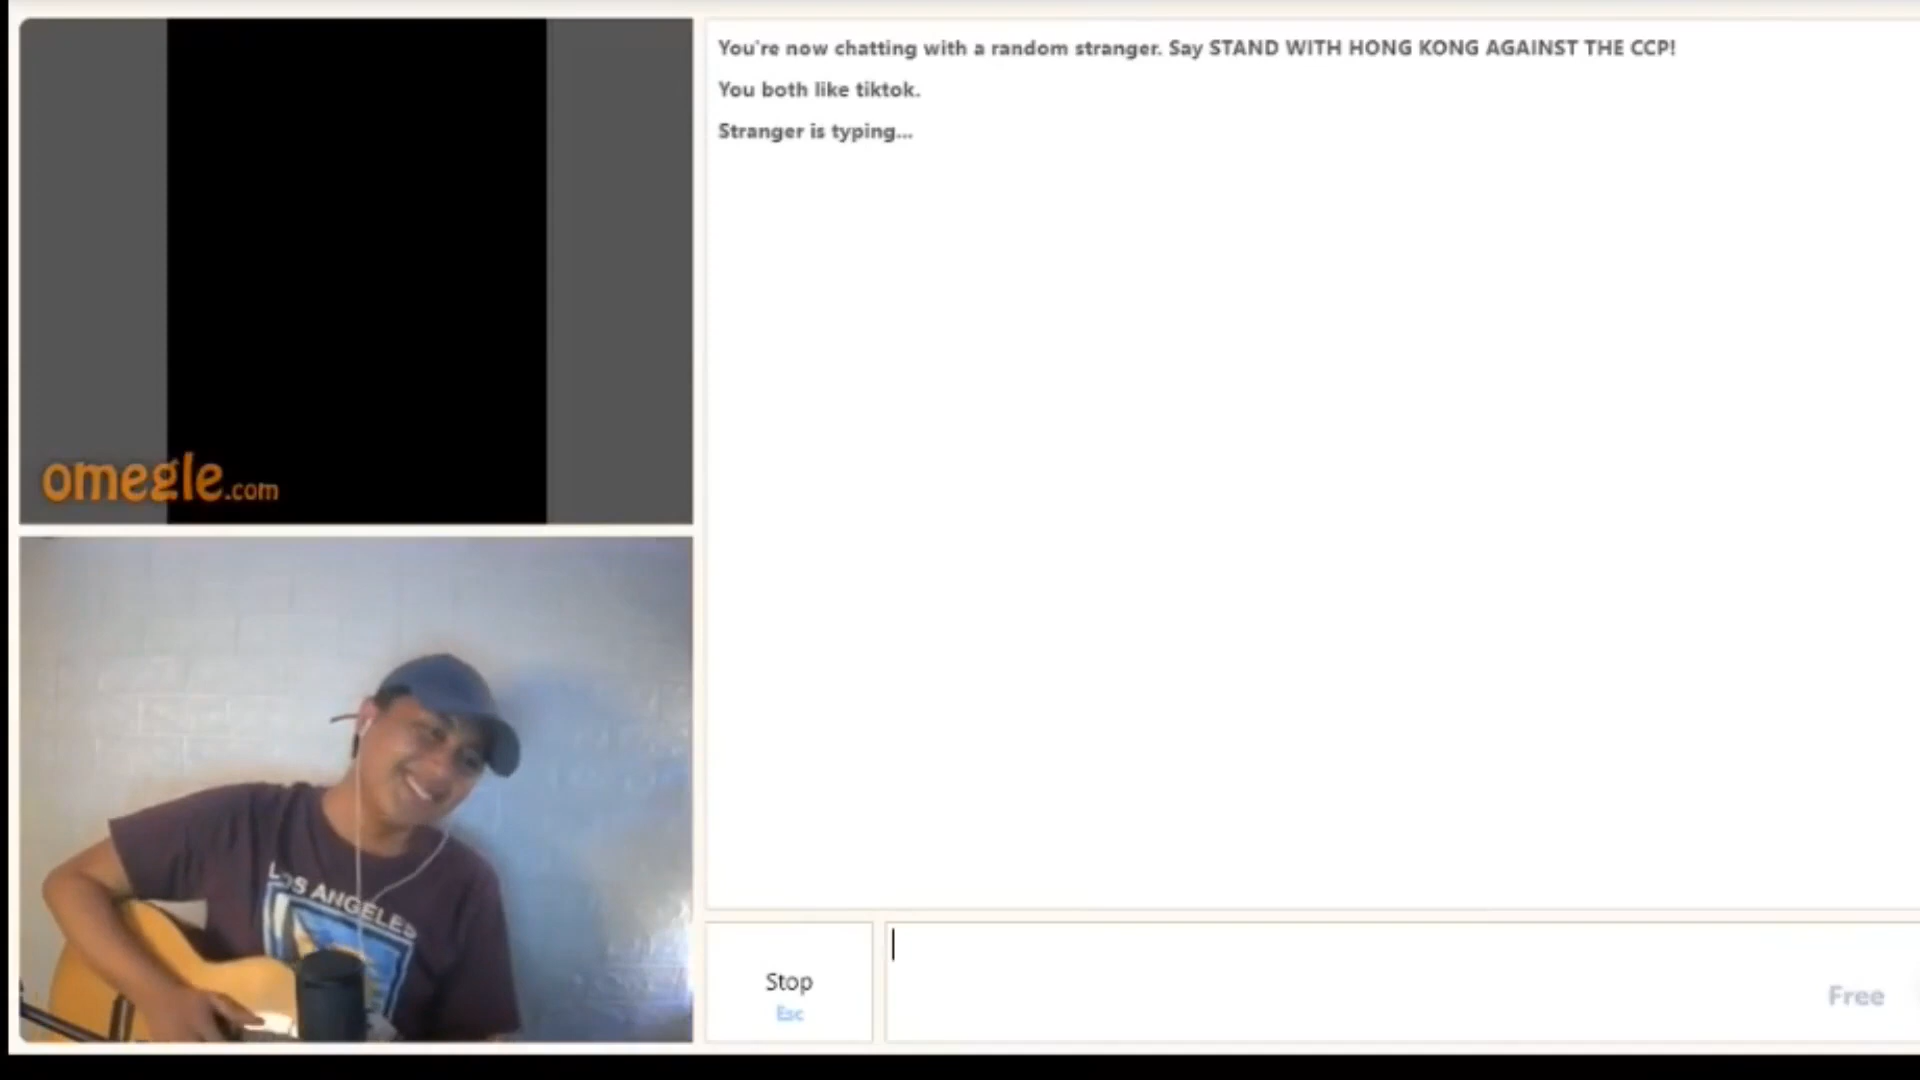 You're now chatting with a random stranger. Say STAND WITH HONG KONG AGAINST THE CCP!
You both like tiktok.
Stranger is typing...
omegle.com
LOS ANGELES
Stop
Esc
Free